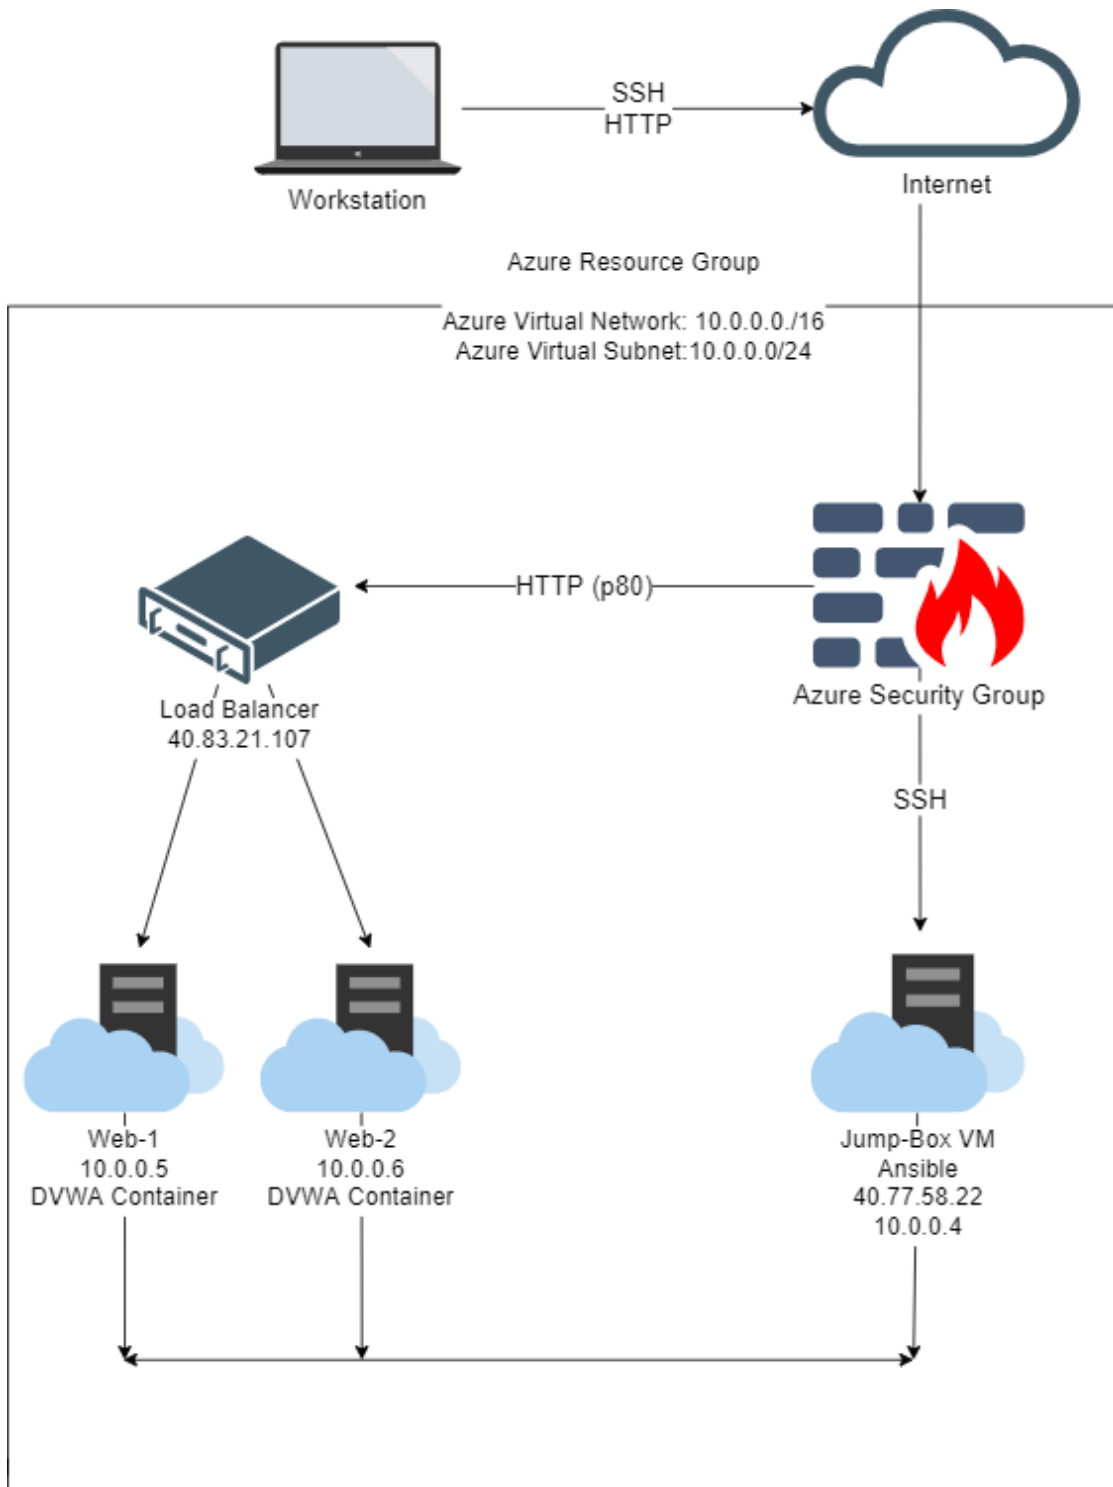 SSH
HTTP
Workstation
Internet
Azure Resource Group
Azure Virtual Network: 10.0.0.0./16
Azure Virtual Subnet:10.0.0.0/24
HTTP (p80)
Load Balancer
40.83.21.107
Azure Security Group
SSH
Web-1
10.0.0.5
DVWA Container
Web-2
10.0.0.6
DVWA Container
Jump-Box VM
Ansible
40.77.58.22
10.0.0.4